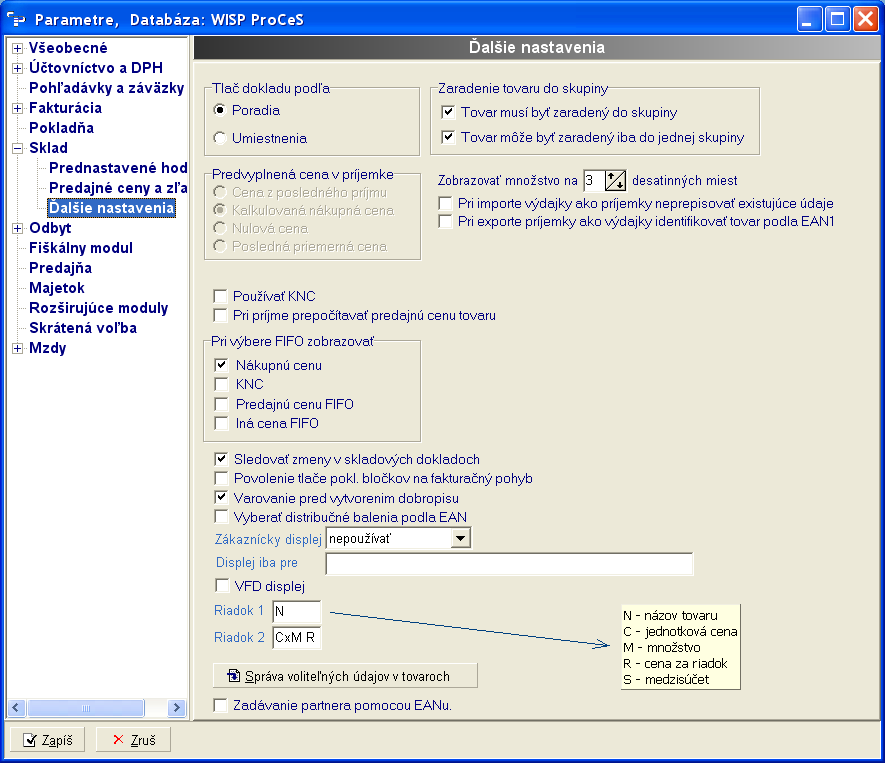 Parametre, Databáza: WISP ProCeS
Všeobecné
Účtovníctvo a DPH
Pohľadávky a záväzky
Fakturácia
Pokladňa
Sklad
Prednastavené hod
Predajné ceny a zľa
Ďalšie nastavenia
Odbyt
Fiškálny modul
Predajňa
Majetok
Rozširujúce moduly
Skrátená voľba
Mzdy
Ďalšie nastavenia
Tlač dokladu podľa
Poradia
Umiestnenia
Zaradenie tovaru do skupiny
Tovar musí byť zaradený do skupiny
Tovar môže byť zaradený iba do jednej skupiny
Predvyplnená cena v príjemke
Cena z posledného príjmu
Kalkulovaná nákupná cena
Nulová cena
Posledná priemerná cena
Zobrazovať množstvo na 3 desatinných miest
Pri importe výdajky ako príjemky neprepisovať existujúce údaje
Pri exporte príjemky ako výdajky identifikovať tovar podla EAN1
Používať KNC
Pri príjme prepočítavať predajnú cenu tovaru
Pri výbere FIFO zobrazovať
Nákupnú cenu
KNC
Predajnú cenu FIFO
Iná cena FIFO
Sledovať zmeny v skladových dokladoch
Povolenie tlače pokl. bločkov na fakturačný pohyb
Varovanie pred vytvorenim dobropisu
Vyberať distribučné balenia podla EAN
Zákaznícky displej nepoužívať
Displej iba pre
VFD displej
Riadok 1 N
Riadok 2 CxM R
N - názov tovaru
C - jednotková cena
M - množstvo
R - cena za riadok
S - medzisúčet
Správa voliteľných údajov v tovaroch
Zadávanie partnera pomocou EANu.
Zapíš
Zruš